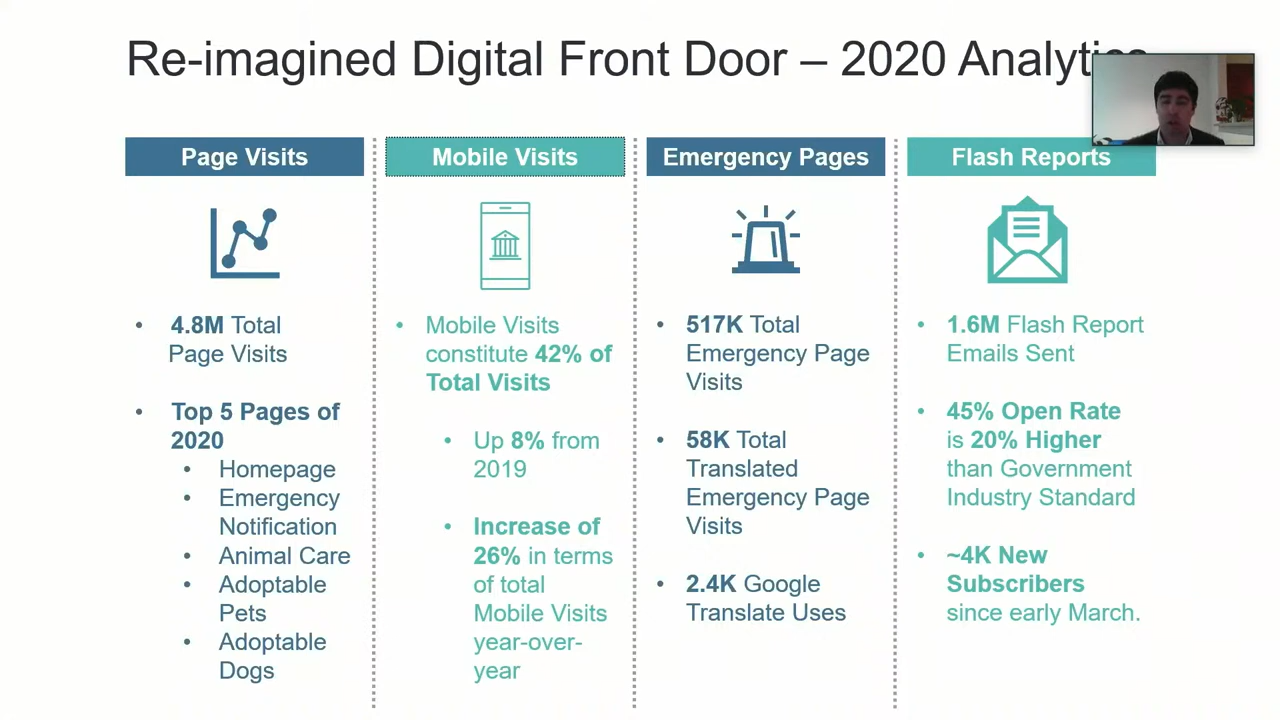 Re-imagined Digital Front Door – 2020
Page Visits
Mobile Visits
Emergency Pages
Flash Reports
• 4.8M Total
Page Visits
• Top 5 Pages of
2020
• Homepage
• Emergency
Notification
• Animal Care
• Adoptable
Pets
• Adoptable
Dogs
• Mobile Visits
constitute 42% of
Total Visits
• Up 8% from
2019
• Increase of
26% in terms
of total
Mobile Visits
year-over-
year
• 517K Total
Emergency Page
Visits
• 58K Total
Translated
Emergency Page
Visits
• 2.4K Google
Translate Uses
• 1.6M Flash Report
Emails Sent
• 45% Open Rate
is 20% Higher
than Government
Industry Standard
• ~4K New
Subscribers
since early March.